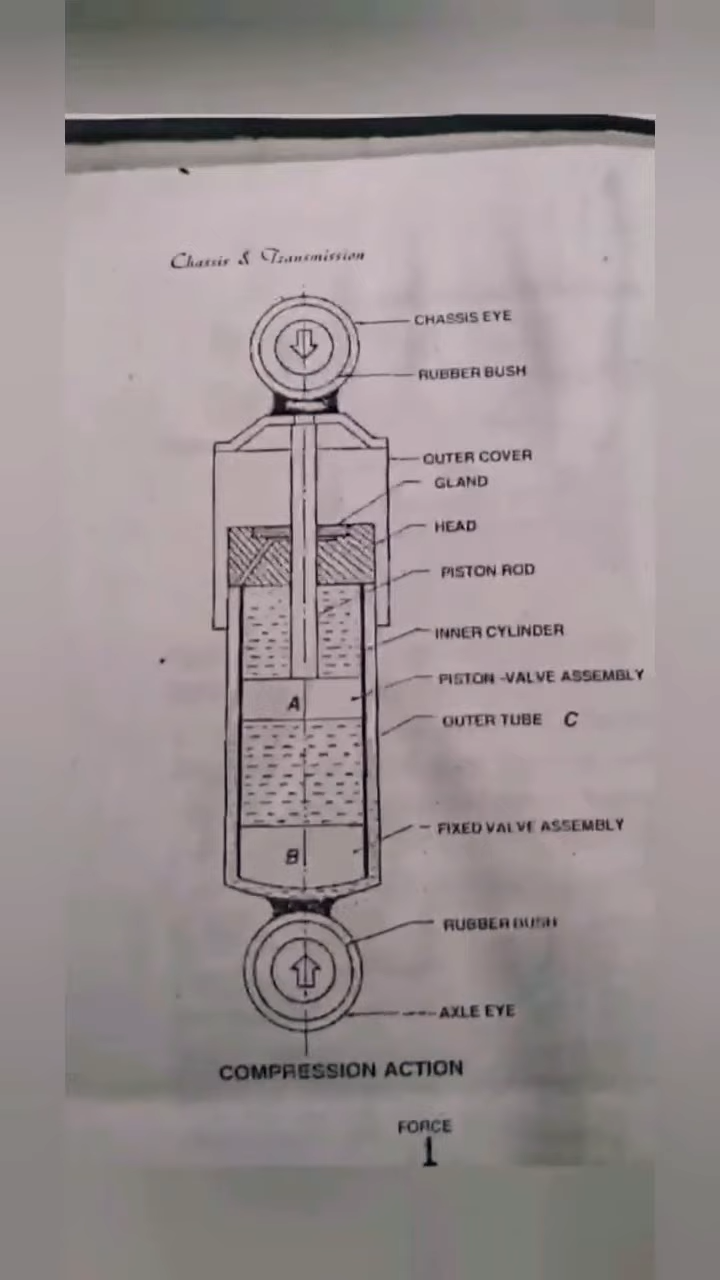 Chassis & Transmission
CHASSIS EYE
RUBBER BUSH
OUTER COVER
GLAND
HEAD
PISTON ROD
INNER CYLINDER
PISTON -VALVE ASSEMBLY
A
OUTER TUBE C
FIXED VALVE ASSEMBLY
B
RUBBER BUSH
AXLE EYE
COMPRESSION ACTION
FORCE
1